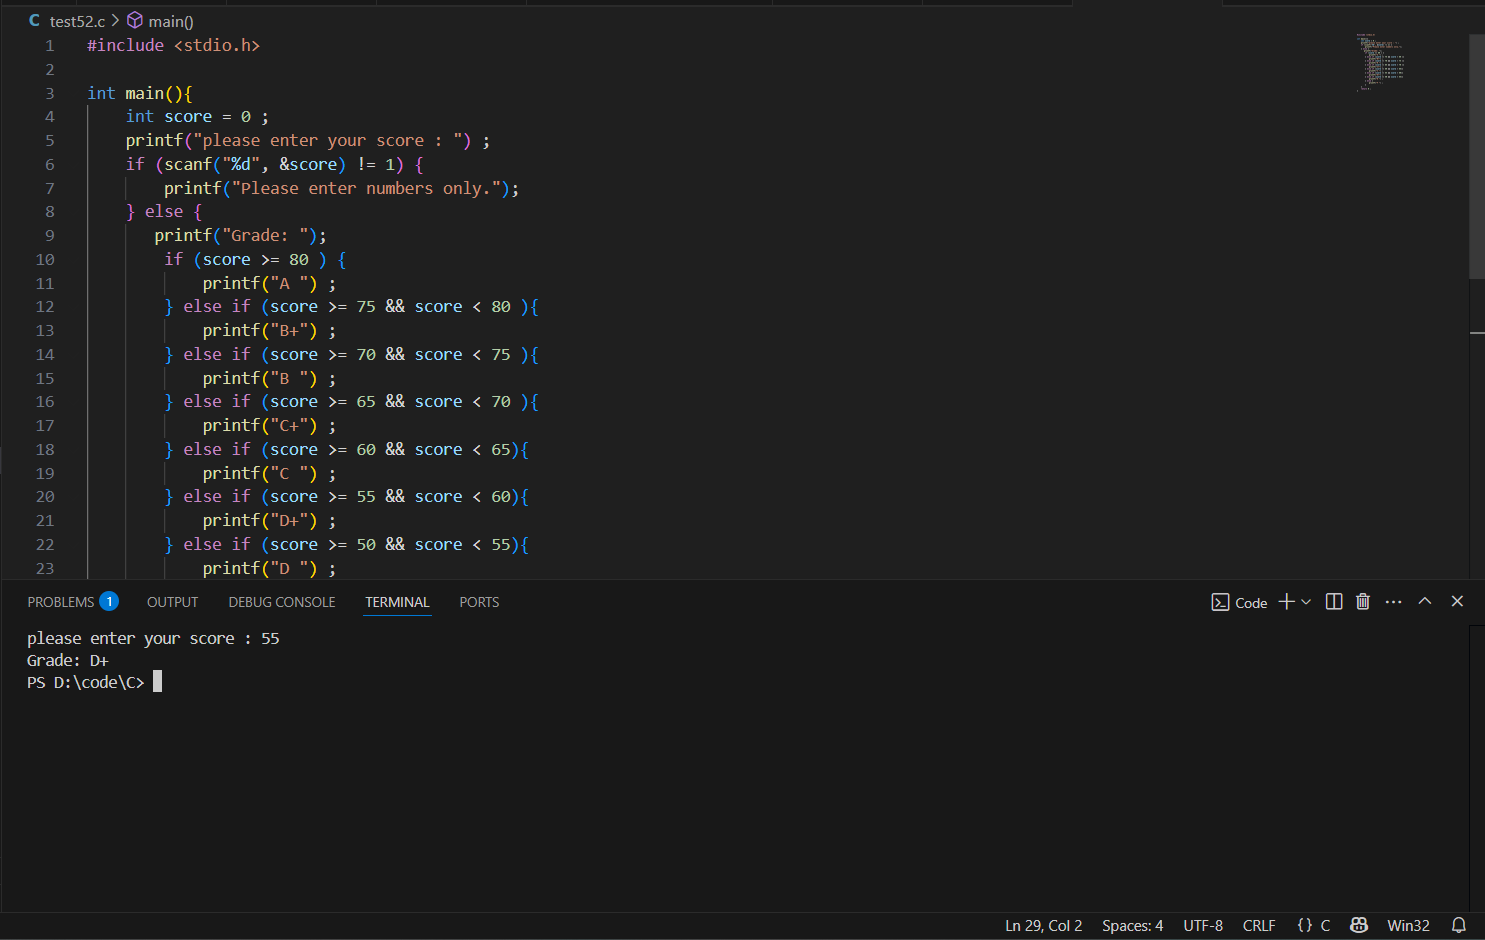 C test52.c > main()
1 #include <stdio.h>
2
3 int main(){
4     int score = 0 ;
5     printf("please enter your score : ") ;
6     if (scanf("%d", &score) != 1) {
7         printf("Please enter numbers only.");
8     } else {
9        printf("Grade: ");
10         if (score >= 80 ) {
11             printf("A ") ;
12         } else if (score >= 75 && score < 80 ){
13             printf("B+") ;
14         } else if (score >= 70 && score < 75 ){
15             printf("B ") ;
16         } else if (score >= 65 && score < 70 ){
17             printf("C+") ;
18         } else if (score >= 60 && score < 65){
19             printf("C ") ;
20         } else if (score >= 55 && score < 60){
21             printf("D+") ;
22         } else if (score >= 50 && score < 55){
23             printf("D ") ;
PROBLEMS 1 OUTPUT DEBUG CONSOLE TERMINAL PORTS Code
please enter your score : 55
Grade: D+
PS D:\code\C>
Ln 29, Col 2 Spaces: 4 UTF-8 CRLF {} C Win32